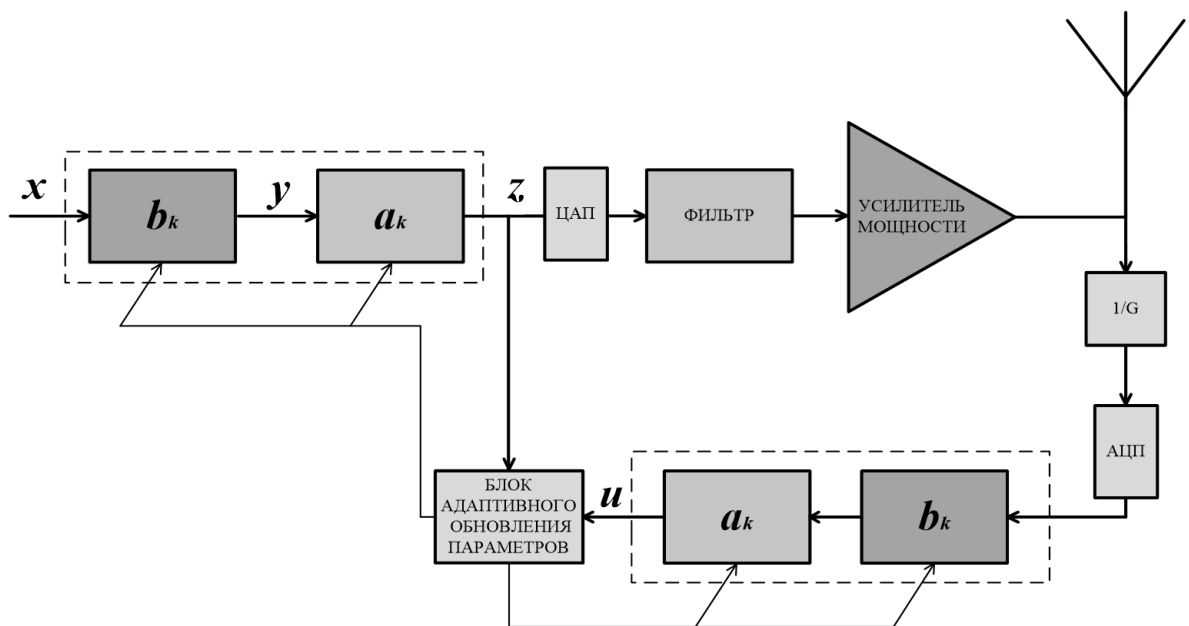 x
bk
y
ak
z
ЦАП
ФИЛЬТР
УСИЛИТЕЛЬ
МОЩНОСТИ
1/G
АЦП
БЛОК
АДАПТИВНОГО
ОБНОВЛЕНИЯ
ПАРАМЕТРОВ
u
ak
bk